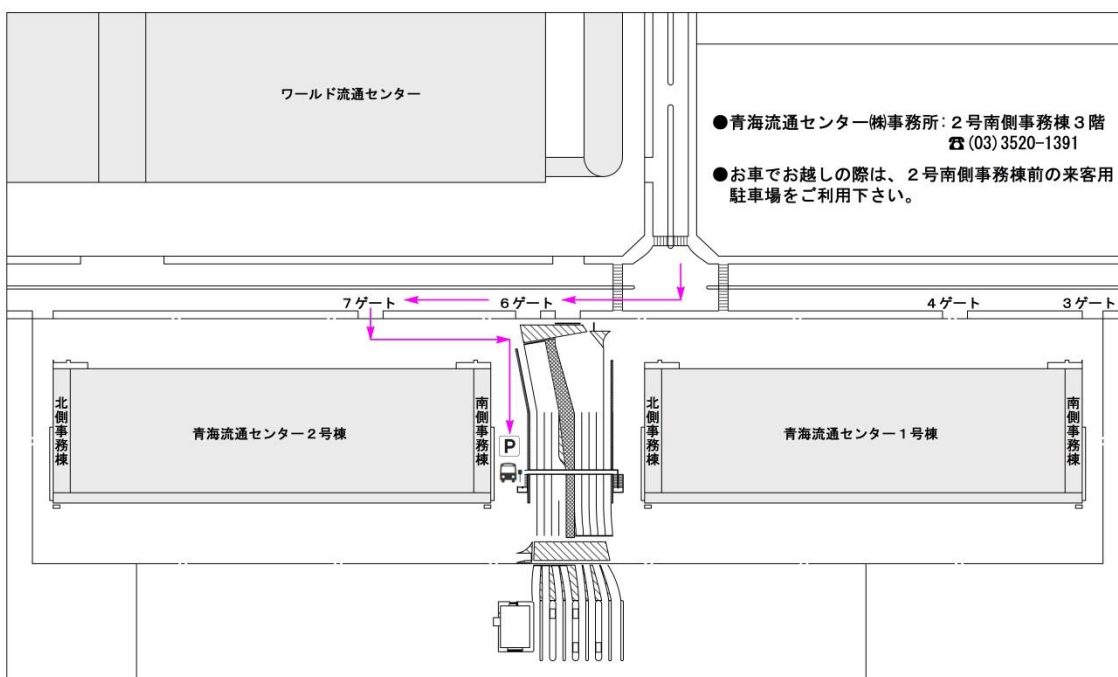 ワールド流通センター
●青海流通センター㈱事務所:２号南側事務棟３階
☎(03)3520-1391
●お車でお越しの際は、２号南側事務棟前の来客用
駐車場をご利用下さい。
７ゲート
６ゲート
４ゲート
３ゲート
北側事務棟
青海流通センター２号棟
南側事務棟
P
北側事務棟
青海流通センター１号棟
南側事務棟